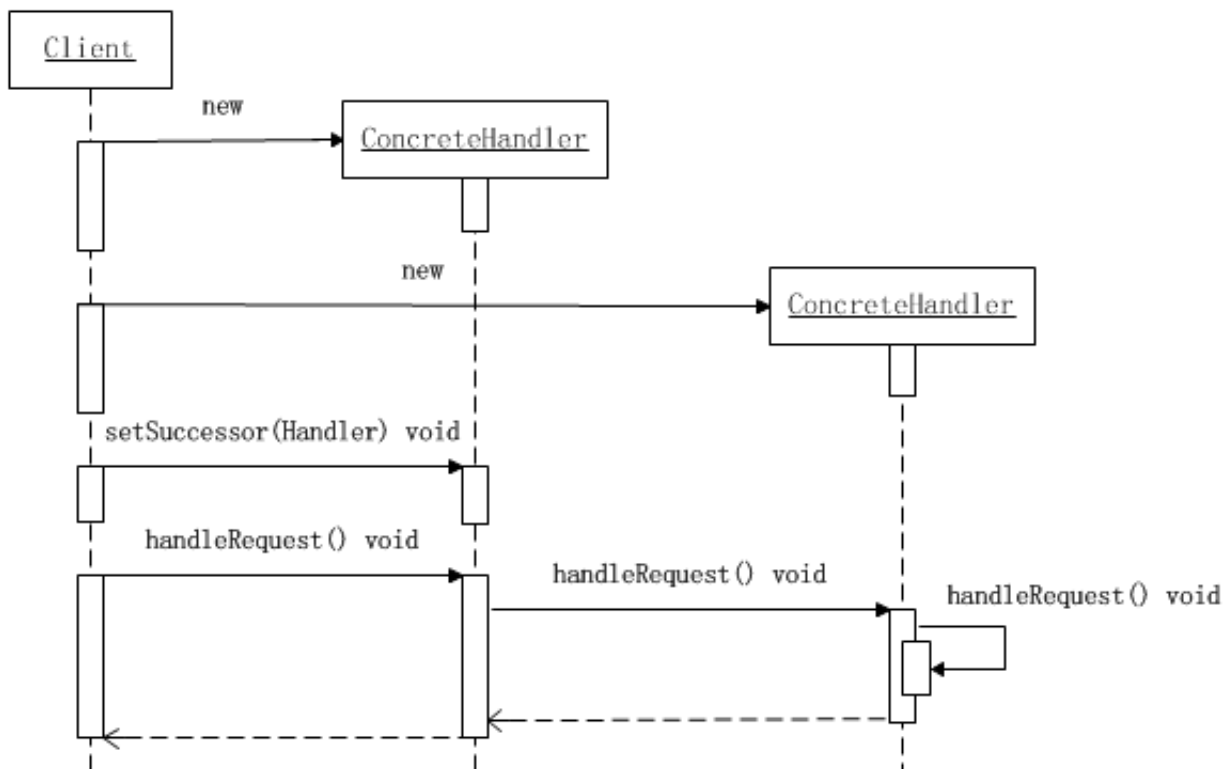 Client
new
ConcreteHandler
new
ConcreteHandler
setSuccessor(Handler) void
handleRequest() void
handleRequest() void
handleRequest() void